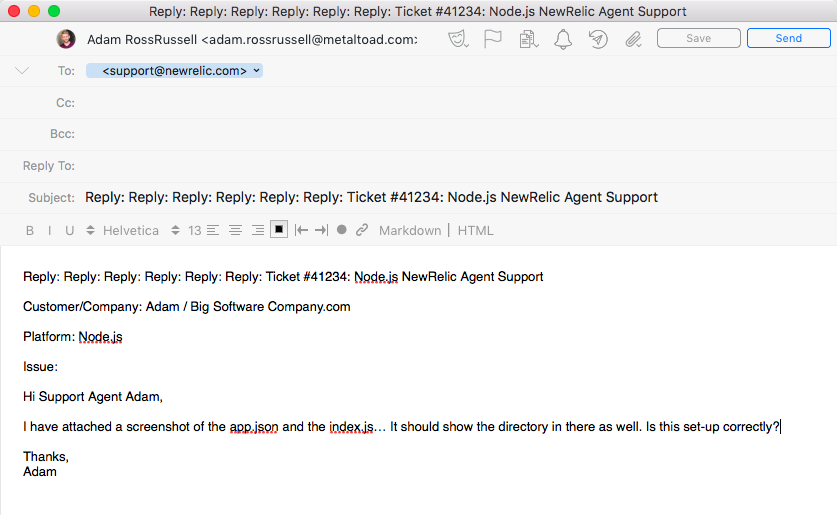 Reply: Reply: Reply: Reply: Reply: Reply: Ticket #41234: Node.js NewRelic Agent Support
Adam RossRussell <adam.rossrussell@metaltoad.com:
Save
Send
To: <support@newrelic.com>
Cc:
Bcc:
Reply To:
Subject: Reply: Reply: Reply: Reply: Reply: Reply: Ticket #41234: Node.js NewRelic Agent Support
B I U Helvetica 13 Markdown | HTML
Reply: Reply: Reply: Reply: Reply: Reply: Ticket #41234: Node.js NewRelic Agent Support
Customer/Company: Adam / Big Software Company.com
Platform: Node.js
Issue:
Hi Support Agent Adam,
I have attached a screenshot of the app.json and the index.js… It should show the directory in there as well. Is this set-up correctly?
Thanks,
Adam